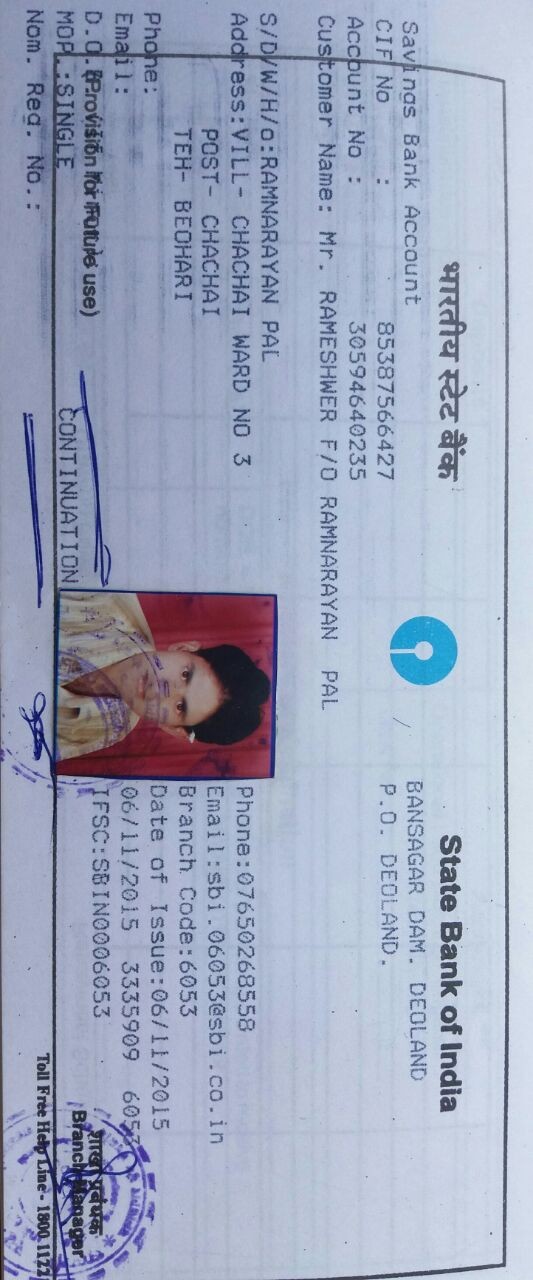 भारतीय स्टेट बैंक
State Bank of India
BANSAGAR DAM. DEOLAND
P.O. DEOLAND.
Savings Bank Account
CIF No : 85387566427
Account No : 30594640235
Customer Name: Mr. RAMESHWER F/O RAMNARAYAN PAL
S/D/W/H/o:RAMNARAYAN PAL
Address:VILL- CHACHAI WARD NO 3
POST- CHACHAI
TEH- BEOHARI
Phone:
Email:
D.O.
(Provision for Future use)
MOP.:SINGLE
CONTINUATION
Nom. Reg. No.:
Phone:07650268558
Email:sbi.06053@sbi.co.in
Branch Code:6053
Date of Issue:06/11/2015
06/11/2015 3335909 6053
IFSC:SBIN0006053
शाखा प्रबंधक
Branch Manager
Toll Free Help Line - 1800.1122